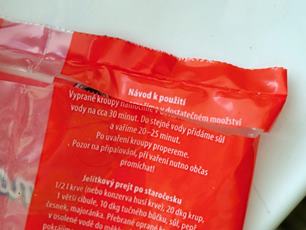 Návod k použití
Vyprané kroupy namočíme v dostatečném množství
vody na cca 30 minut. Do stejné vody přidáme sůl
a váříme 20–25 minut.
Po uvaření kroupy propereme.
Pozor na připalování, při vaření nutno občas
promíchat!
Jelítkový prejt po staročesku
1/2 l krve (nebo konzerva husí krve), 20 dkg krup,
1 větší cibule, 10 dkg tučného bůčku, sůl, pepř
česnek, majoránka. Přebrané oprané
v osolené vodě do měkka